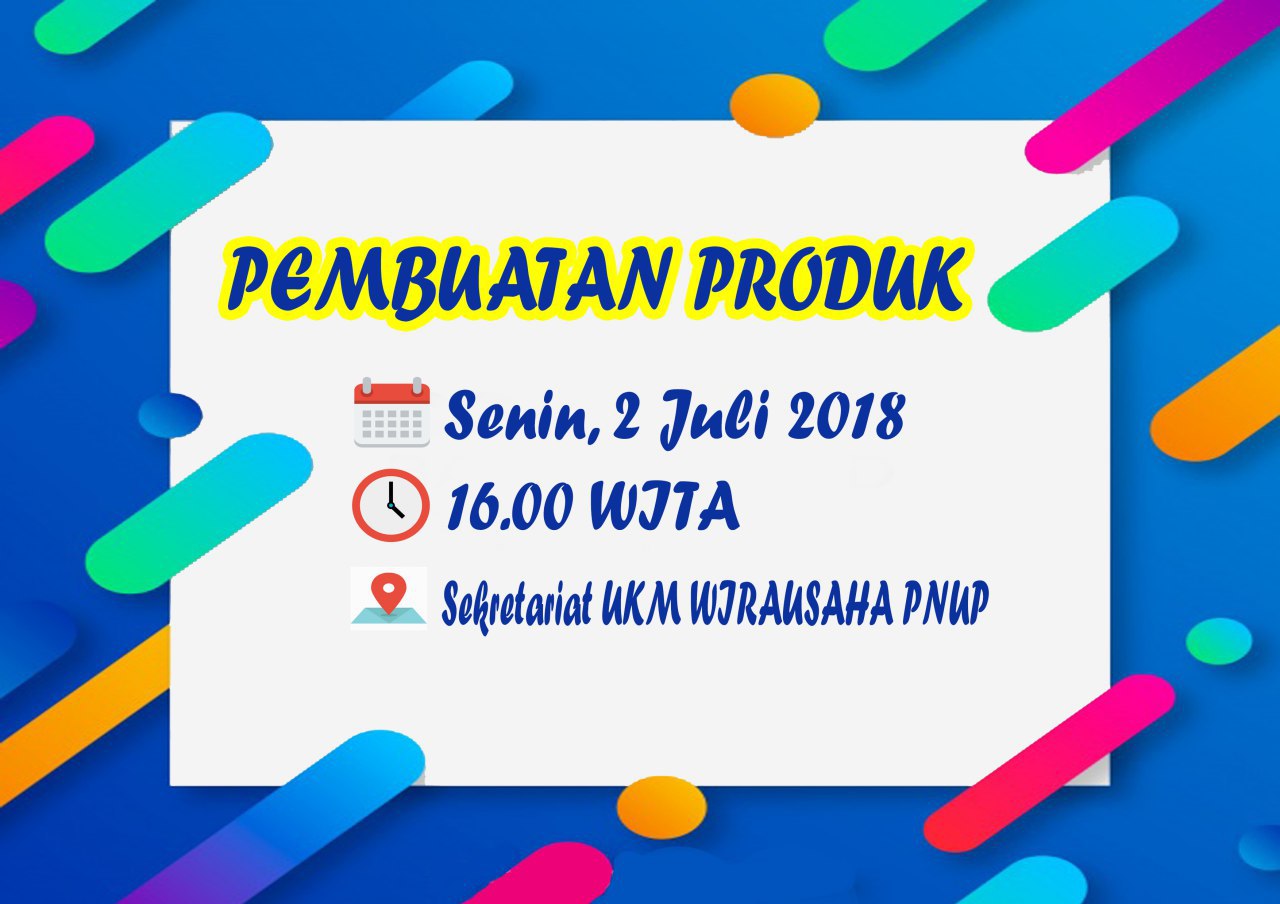 PEMBUATAN PRODUK
Senin, 2 Juli 2018
16.00 WITA
Sekretariat UKM WIRAUSAHA PNUP